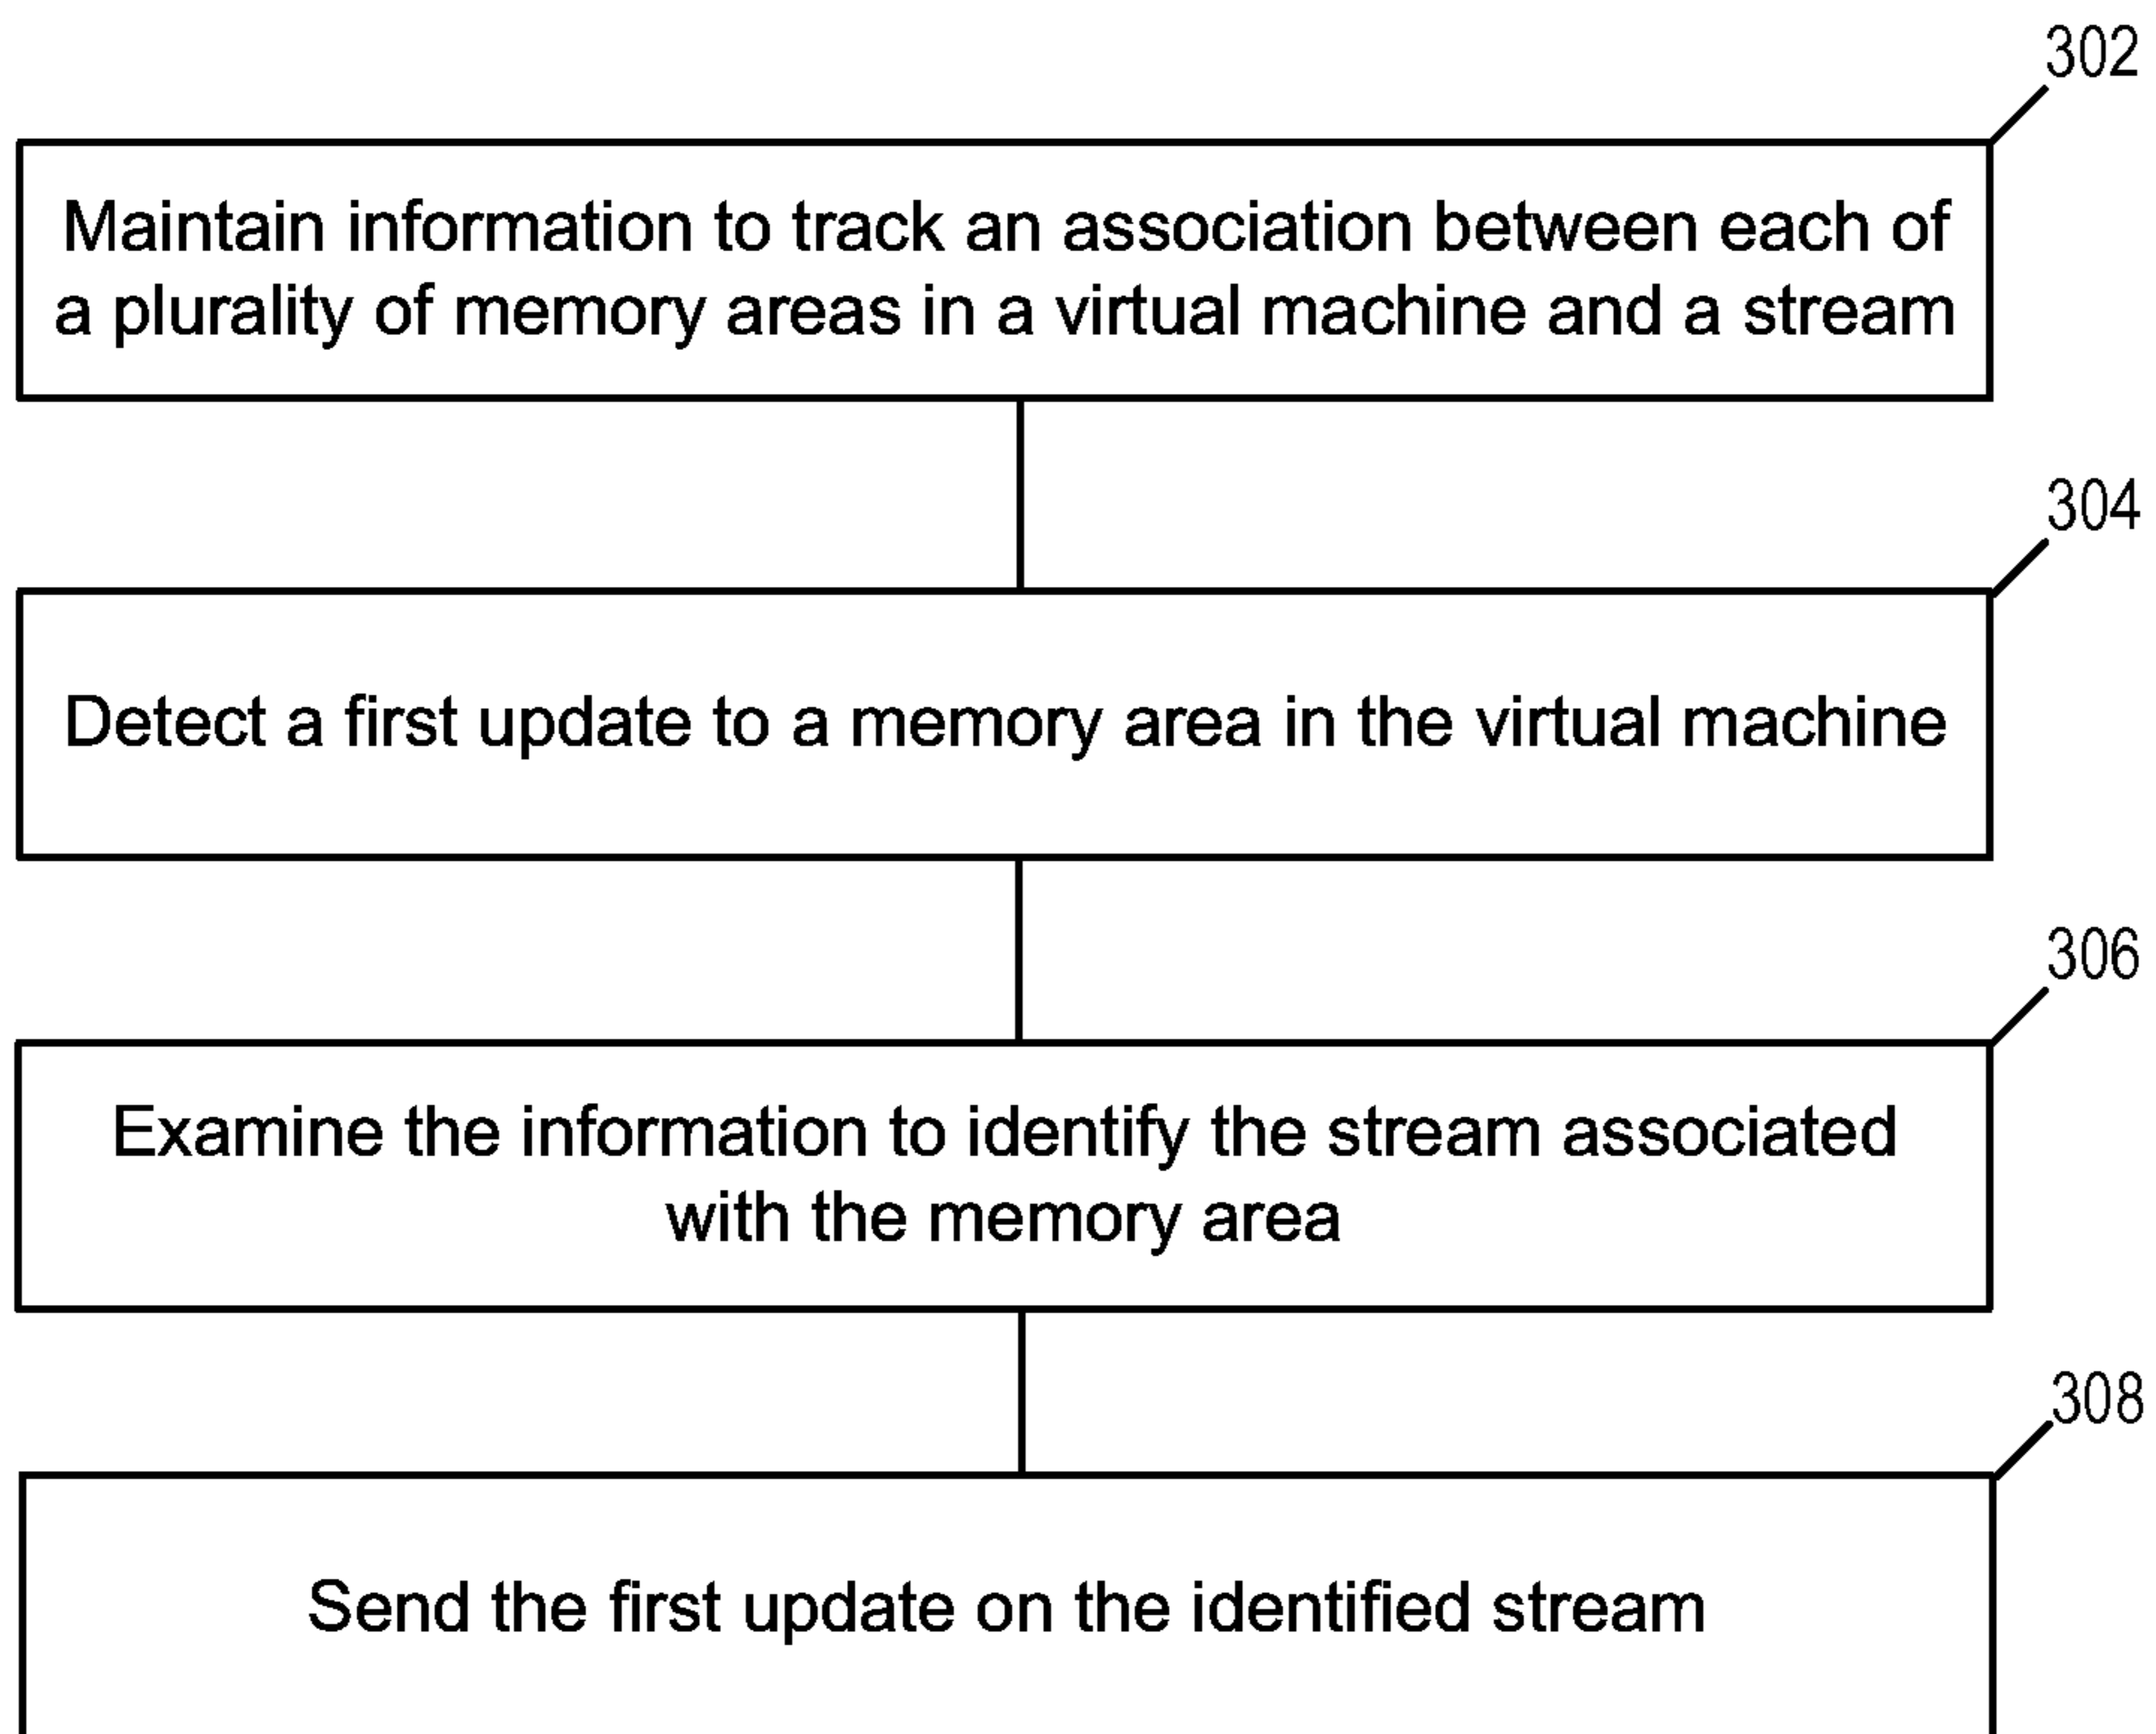 302
Maintain information to track an association between each of
a plurality of memory areas in a virtual machine and a stream
304
Detect a first update to a memory area in the virtual machine
306
Examine the information to identify the stream associated
with the memory area
308
Send the first update on the identified stream